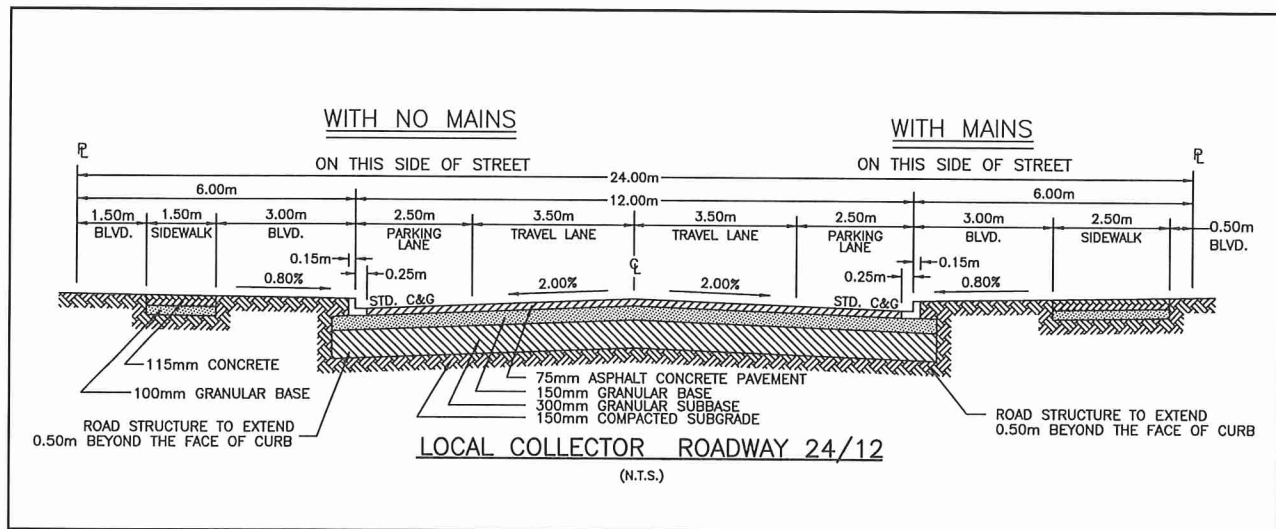 WITH NO MAINS
ON THIS SIDE OF STREET
WITH MAINS
ON THIS SIDE OF STREET
PL
PL
24.00m
6.00m
12.00m
6.00m
1.50m
BLVD.
1.50m
SIDEWALK
3.00m
BLVD.
2.50m
PARKING
LANE
3.50m
TRAVEL LANE
3.50m
TRAVEL LANE
2.50m
PARKING
LANE
3.00m
BLVD.
2.50m
SIDEWALK
0.50m
BLVD.
0.15m
0.25m
0.80%
STD. C&G
2.00%
CL
2.00%
0.25m
STD. C&G
0.15m
0.80%
115mm CONCRETE
100mm GRANULAR BASE
ROAD STRUCTURE TO EXTEND
0.50m BEYOND THE FACE OF CURB
75mm ASPHALT CONCRETE PAVEMENT
150mm GRANULAR BASE
300mm GRANULAR SUBBASE
150mm COMPACTED SUBGRADE
ROAD STRUCTURE TO EXTEND
0.50m BEYOND THE FACE OF CURB
LOCAL COLLECTOR ROADWAY 24/12
(N.T.S.)